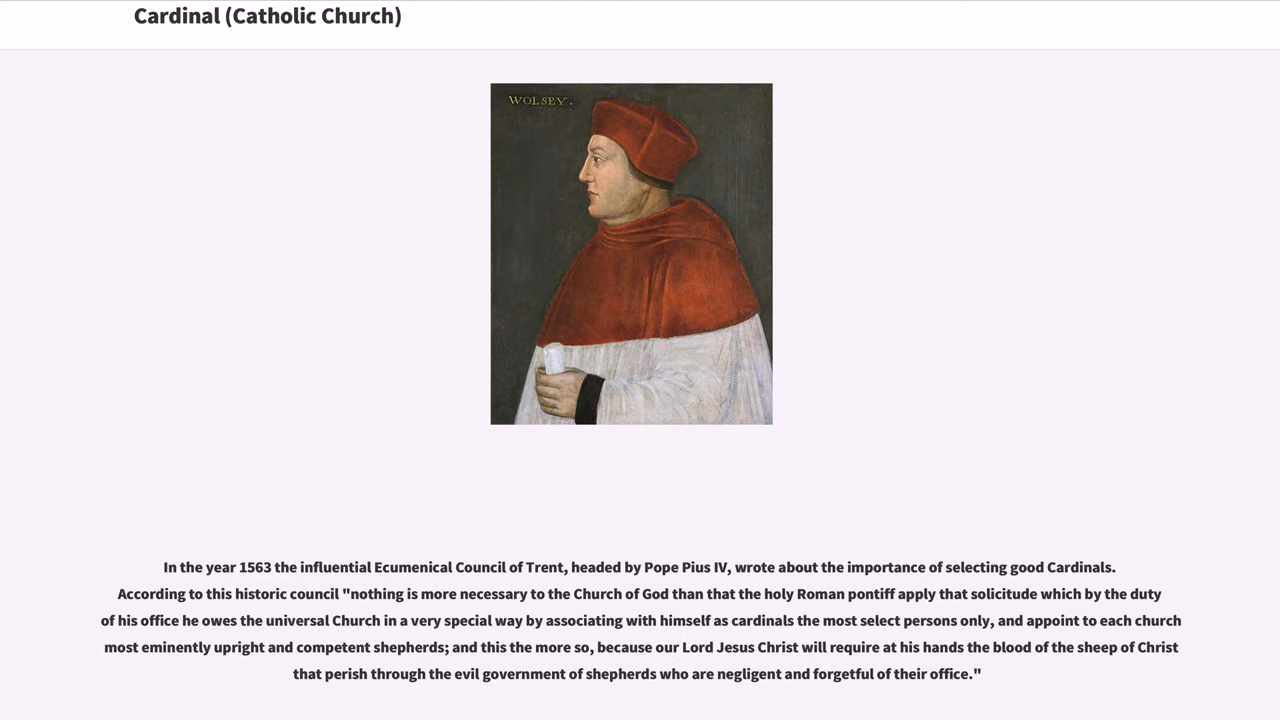 Cardinal (Catholic Church)
WOLSEY.
In the year 1563 the influential Ecumenical Council of Trent, headed by Pope Pius IV, wrote about the importance of selecting good Cardinals.
According to this historic council "nothing is more necessary to the Church of God than that the holy Roman pontiff apply that solicitude which by the duty
of his office he owes the universal Church in a very special way by associating with himself as cardinals the most select persons only, and appoint to each church
most eminently upright and competent shepherds; and this the more so, because our Lord Jesus Christ will require at his hands the blood of the sheep of Christ
that perish through the evil government of shepherds who are negligent and forgetful of their office."